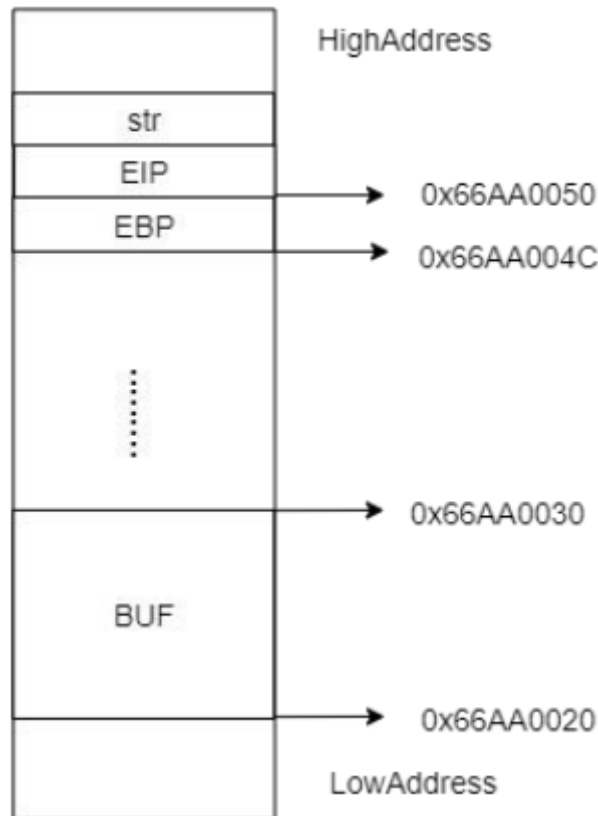 HighAddress
str
EIP
0x66AA0050
EBP
0x66AA004C
0x66AA0030
BUF
0x66AA0020
LowAddress